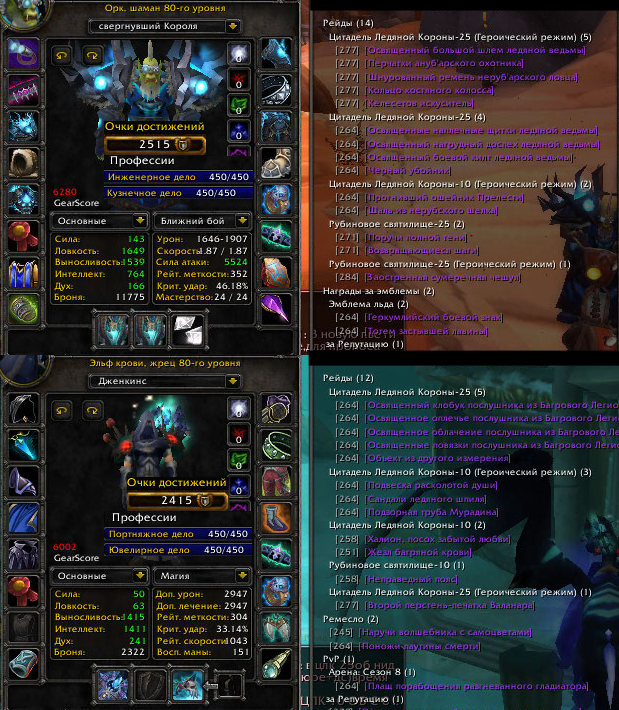 Орк, шаман 80-го уровня
свергнувший Короля
Очки достижений
2515
Профессии
Инженерное дело 450/450
Кузнечное дело 450/450
6280
GearScore
Основные
Ближний бой
Сила: 143
Ловкость: 1649
Выносливость:1539
Интеллект: 764
Дух: 166
Броня: 11775
Урон: 1646-1907
Скорость:1.87 / 1.87
Сила атаки: 5524
Рейт. меткости:352
Крит. удар: 46.18%
Мастерство:24 / 24
Рейды (14)
Цитадель Ледяной Короны-25 (Героический режим) (5)
[277] [Освященный большой шлем ледяной ведьмы]
[277] [Перчатки ануб'арского охотника]
[277] [Шнурованный ремень неруб'арского ловца]
[277] [Кольцо костяного колосса]
[277] [Келесетов искуситель]
Цитадель Ледяной Короны-25 (4)
[264] [Освященные наплечные щитки ледяной ведьмы]
[264] [Освященный нагрудный доспех ледяной ведьмы]
[264] [Освященный боевой килт ледяной ведьмы]
[264] [Черный убойник]
Цитадель Ледяной Короны-10 (Героический режим) (2)
[264] [Прогнивший ошейник Прелести]
[264] [Шаль из нерубского шелка]
Рубиновое святилище-25 (2)
[271] [Поручи полной тени]
[271] [Возвращающиеся шаги]
Рубиновое святилище-25 (Героический режим) (1)
[284] [Заостренная сумеречная чешуя]
Награды за эмблемы (2)
Эмблема льда (2)
[264] [Геркумлийский боевой знак]
[264] [Тотем застывшей лавины]
за Репутацию (1)
Эльф крови, жрец 80-го уровня
Дженкинс
Очки достижений
2415
Профессии
Портняжное дело 450/450
Ювелирное дело 450/450
6002
GearScore
Основные
Магия
Сила: 50
Ловкость: 63
Выносливость:1415
Интеллект: 1411
Дух: 241
Броня: 2322
Доп. урон: 2947
Доп. лечение: 2947
Рейт. меткости: 304
Крит. удар: 33.14%
Рейт. скорости:1043
Восп. маны: 151
Рейды (12)
Цитадель Ледяной Короны-25 (5)
[264] [Освященный клобук послушника из Багрового Легио
[264] [Освященное оплечье послушника из Багрового Легио
[264] [Освященное облачение послушника из Багрового Ле
[264] [Освященные поввязки послушника из Багрового Леги
[264] [Объект из другого измерения]
Цитадель Ледяной Короны-10 (Героический режим) (3)
[264] [Подвеска расколотой души]
[264] [Сандали ледяного шпиля]
[264] [Подзорная труба Мурадина]
Цитадель Ледяной Короны-10 (2)
[258] [Халион, посох забытой любви]
[251] [Жезл багряной крови]
Рубиновое святилище-10 (1)
[258] [Неправедный пояс]
Цитадель Ледяной Короны-25 (Героический режим) (1)
[277] [Второй перстень-печатка Валанара]
Ремесло (2)
[245] [Наручи волшебника с самоцветами]
[264] [Поножи паутины смерти]
PvP (1)
Арена: Сезон 8 (1)
[264] [Плащ порабощения разгневанного гладиатора]
за Репутацию (1)